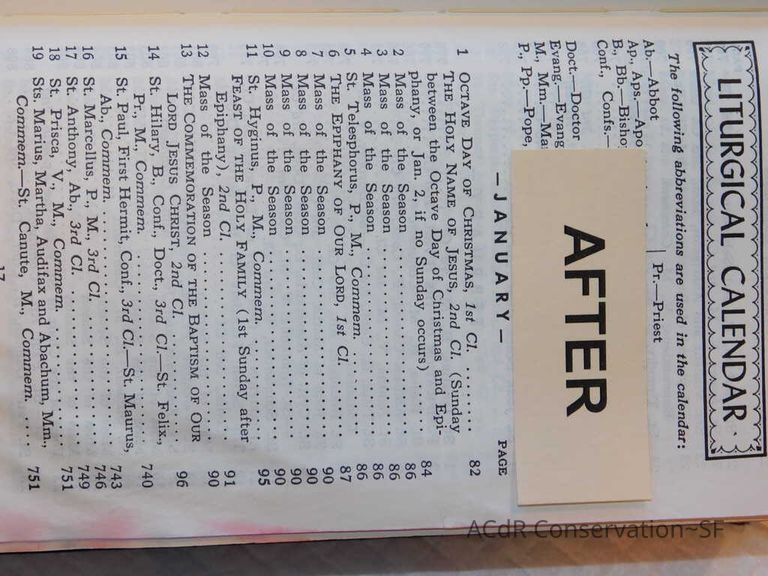 LITURGICAL CALENDAR
The following abbreviations are used in the calendar:
Ab.—Abbot
Ap., Aps.—Apo
B., Bb.—Bisho
Conf., Confs.—
Doct.—Doctor
Evang.—Evang
M., Mm.—Ma
P., Pp.—Pope,
Pr.—Priest
AFTER
—JANUARY—
PAGE
1 OCTAVE DAY OF CHRISTMAS, 1st Cl. . . . . . . . . 82
THE HOLY NAME OF JESUS, 2nd Cl. (Sunday
between the Octave Day of Christmas and Epi-
phany, or Jan. 2, if no Sunday occurs) . . . . . . 84
2 Mass of the Season . . . . . . . . . . . . . . . . 86
3 Mass of the Season . . . . . . . . . . . . . . . . 86
4 Mass of the Season . . . . . . . . . . . . . . . . 86
5 St. Telesphorus, P., M., Commem. . . . . . . . . . 86
6 THE EPIPHANY OF OUR LORD, 1st Cl. . . . . . . . . 87
7 Mass of the Season . . . . . . . . . . . . . . . . 90
8 Mass of the Season . . . . . . . . . . . . . . . . 90
9 Mass of the Season . . . . . . . . . . . . . . . . 90
10 Mass of the Season . . . . . . . . . . . . . . . . 90
11 St. Hyginus, P., M., Commem. . . . . . . . . . . . 95
FEAST OF THE HOLY FAMILY (1st Sunday after
Epiphany), 2nd Cl. . . . . . . . . . . . . . . . . 91
12 Mass of the Season . . . . . . . . . . . . . . . . 90
13 THE COMMEMORATION OF THE BAPTISM OF OUR
LORD JESUS CHRIST, 2nd Cl. . . . . . . . . . . . . 96
14 St. Hilary, B., Conf., Doct., 3rd Cl.—St. Felix,
Pr., M., Commem. . . . . . . . . . . . . . . . . . 740
15 St. Paul, First Hermit, Conf., 3rd Cl.—St. Maurus,
Ab., Commem. . . . . . . . . . . . . . . . . . . . 743
16 St. Marcellus, P., M., 3rd Cl. . . . . . . . . . . 746
17 St. Anthony, Ab., 3rd Cl. . . . . . . . . . . . . 749
18 St. Prisca, V., M., Commem. . . . . . . . . . . . 751
19 Sts. Marius, Martha, Audifax and Abachum, Mm.,
Commem.—St. Canute, M., Commem. . . . . . 751
17
ACdR Conservation~SF